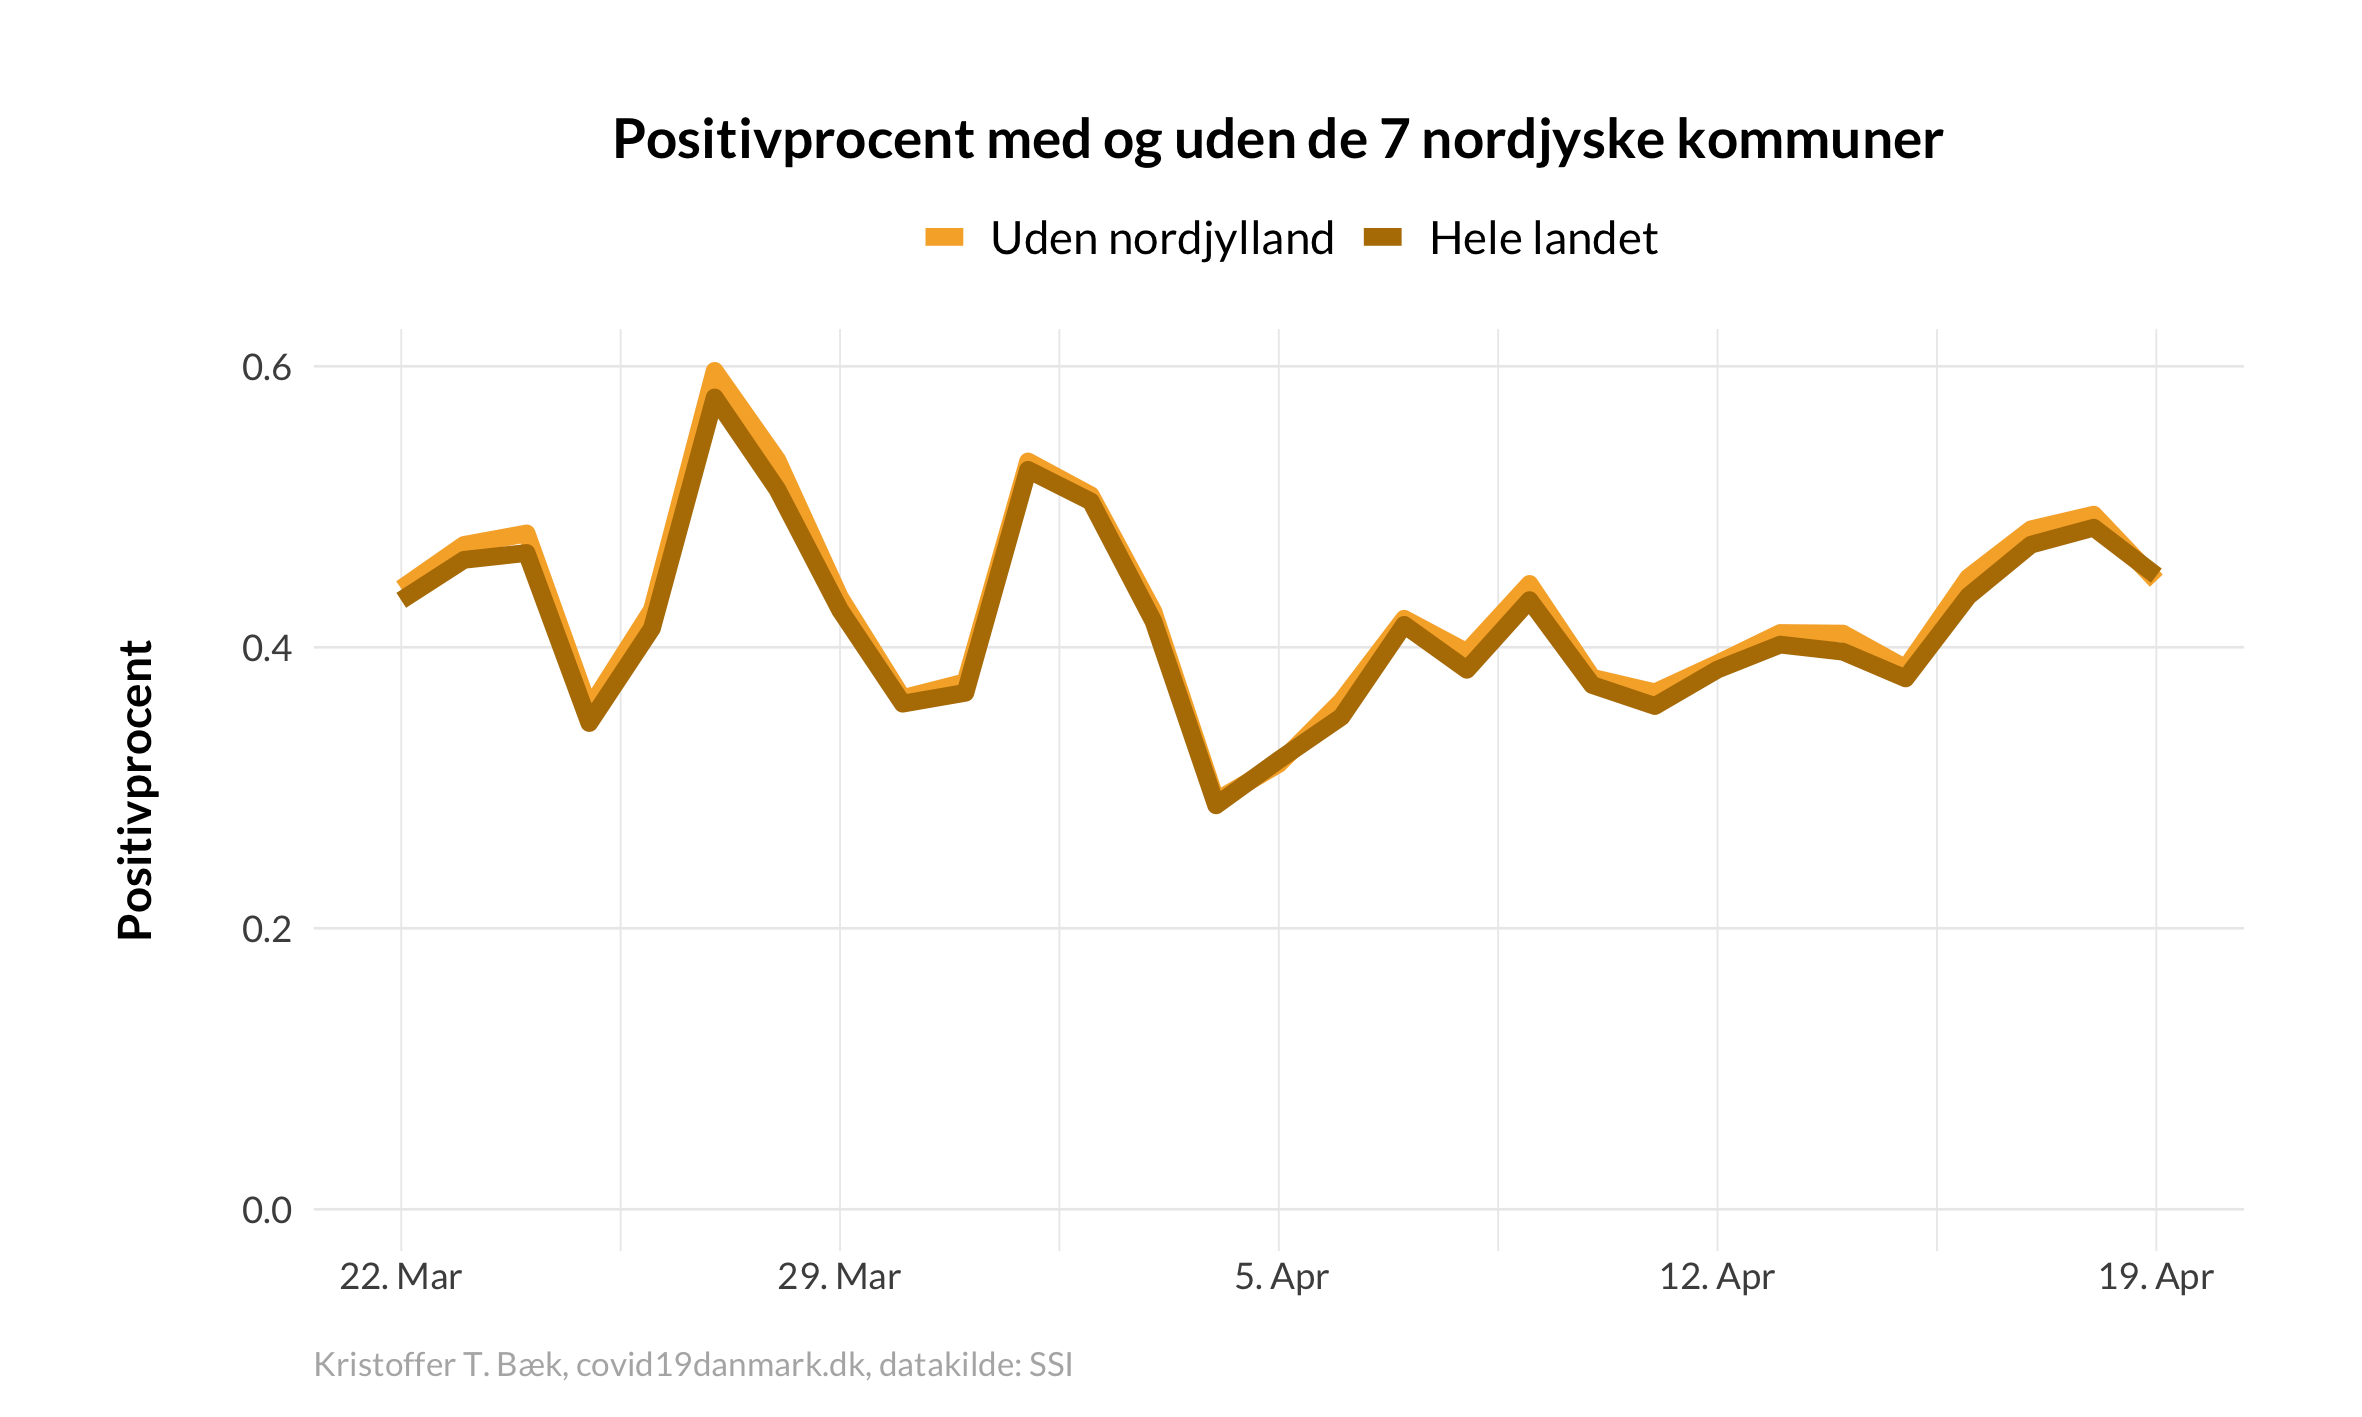 Positivprocent med og uden de 7 nordjyske kommuner
Uden nordjylland Hele landet
Positivprocent
0.6
0.4
0.2
0.0
22. Mar 29. Mar 5. Apr 12. Apr 19. Apr
Kristoffer T. Bæk, covid19danmark.dk, datakilde: SSI